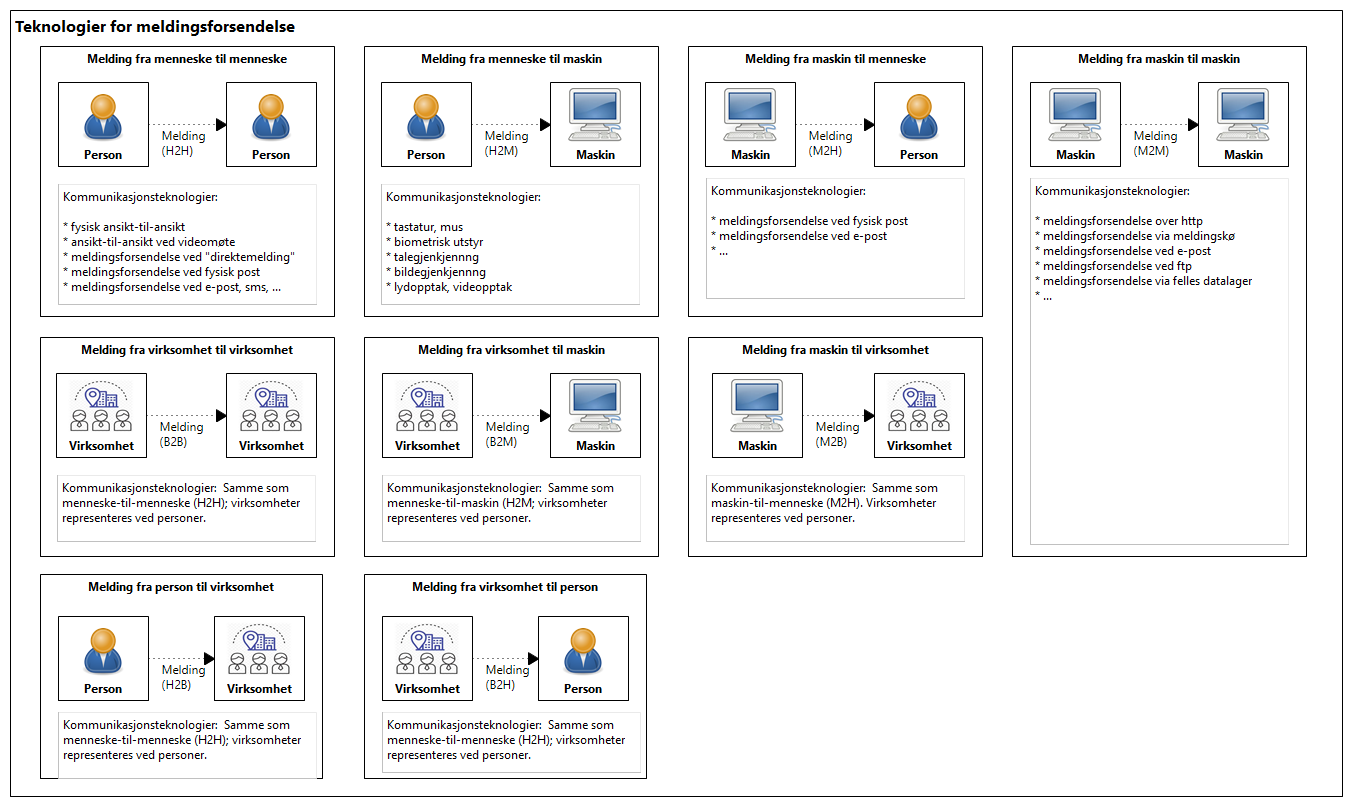 Teknologier for meldingsforsendelse
Melding fra menneske til menneske
Person
Melding
(H2H)
Person
Kommunikasjonsteknologier:
* fysisk ansikt-til-ansikt
* ansikt-til-ansikt ved videomøte
* meldingsforsendelse ved "direktemelding"
* meldingsforsendelse ved fysisk post
* meldingsforsendelse ved e-post, sms, ...
Melding fra menneske til maskin
Person
Melding
(H2M)
Maskin
Kommunikasjonsteknologier:
* tastatur, mus
* biometrisk utstyr
* talegjenkjennng
* bildegjenkjennng
* lydopptak, videopptak
Melding fra maskin til menneske
Maskin
Melding
(M2H)
Person
Kommunikasjonsteknologier:
* meldingsforsendelse ved fysisk post
* meldingsforsendelse ved e-post
* ...
Melding fra maskin til maskin
Maskin
Melding
(M2M)
Maskin
Kommunikasjonsteknologier:
* meldingsforsendelse over http
* meldingsforsendelse via meldingskø
* meldingsforsendelse ved e-post
* meldingsforsendelse ved ftp
* meldingsforsendelse via felles datalager
* ...
Melding fra virksomhet til virksomhet
Virksomhet
Melding
(B2B)
Virksomhet
Kommunikasjonsteknologier:  Samme som
menneske-til-menneske (H2H); virksomheter
representeres ved personer.
Melding fra virksomhet til maskin
Virksomhet
Melding
(B2M)
Maskin
Kommunikasjonsteknologier:  Samme som
menneske-til-maskin (H2M; virksomheter
representeres ved personer.
Melding fra maskin til virksomhet
Maskin
Melding
(M2B)
Virksomhet
Kommunikasjonsteknologier:  Samme som
maskin-til-menneske (M2H). Virksomheter
representeres ved personer.
Melding fra person til virksomhet
Person
Melding
(H2B)
Virksomhet
Kommunikasjonsteknologier:  Samme som
menneske-til-menneske (H2H); virksomheter
representeres ved personer.
Melding fra virksomhet til person
Virksomhet
Melding
(B2H)
Person
Kommunikasjonsteknologier:  Samme som
menneske-til-menneske (H2H); virksomheter
representeres ved personer.